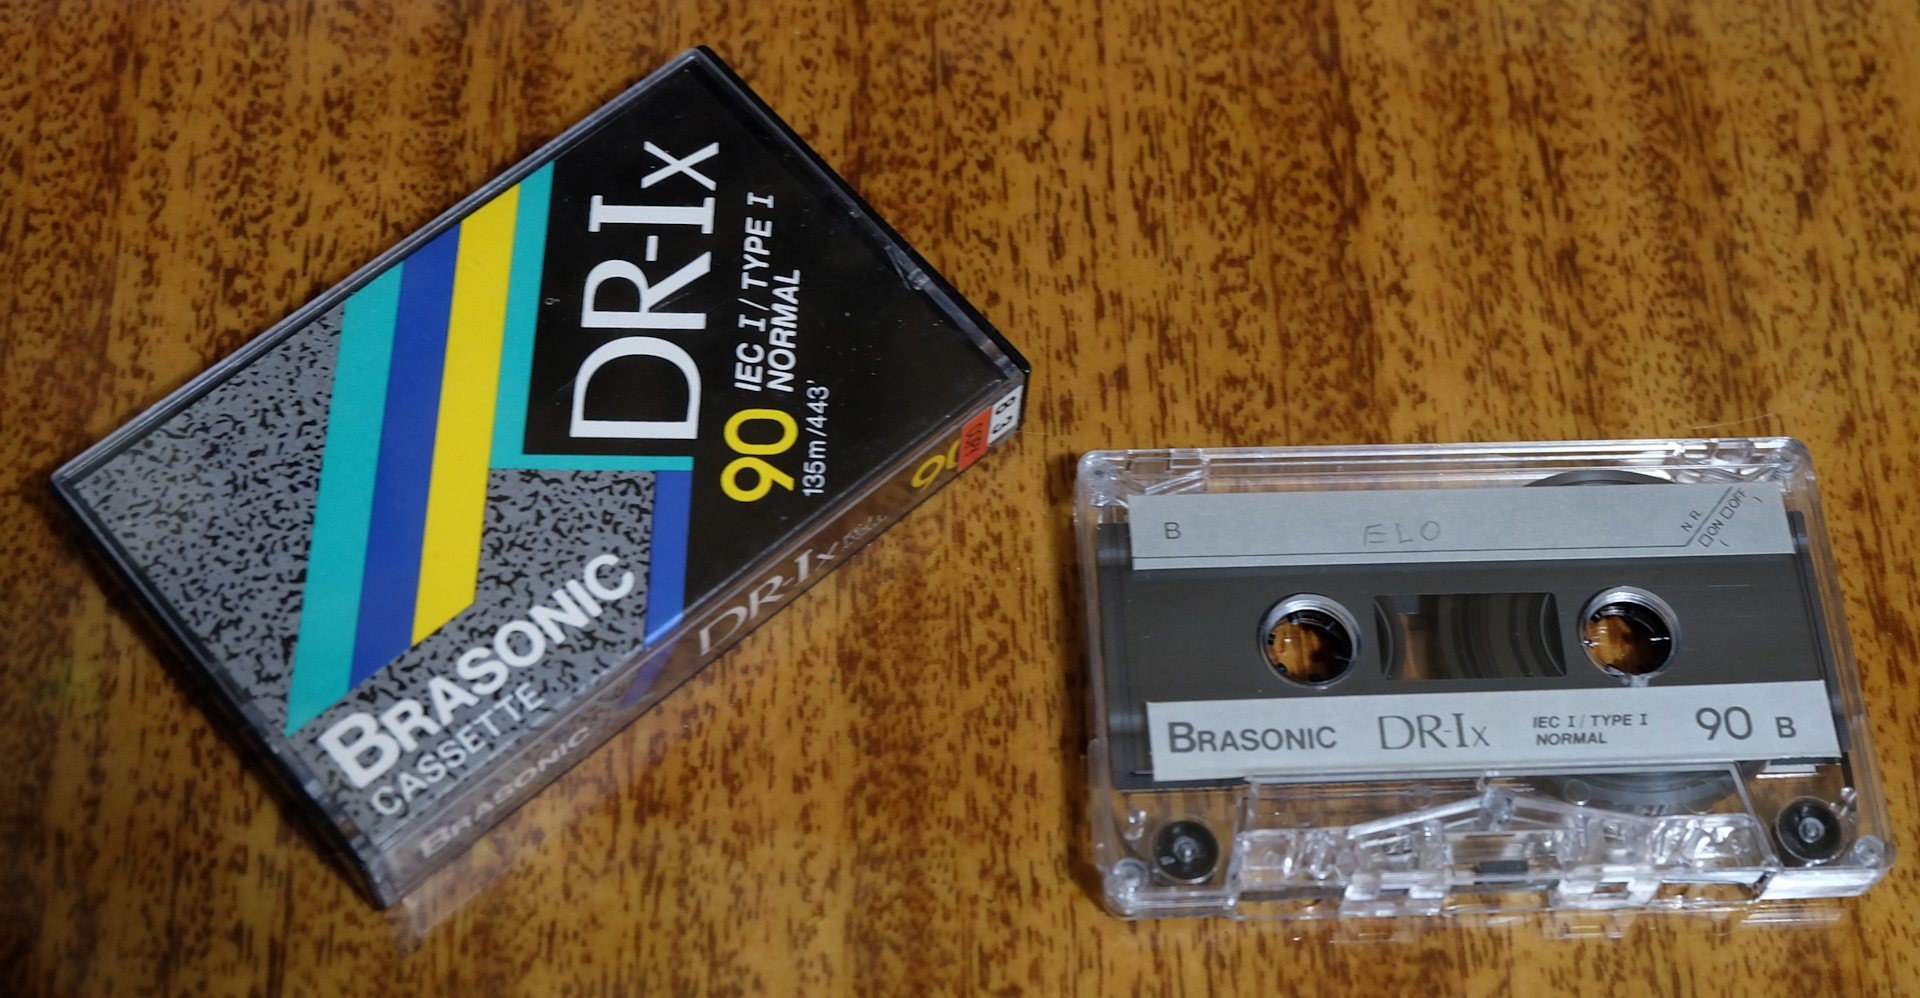 DR-Ix
90 IEC I / TYPE I
NORMAL
135m/443'
BRASONIC
CASSETTE
BRASONIC DR-Ix 90
83
B ELO
NR
ON OFF
BRASONIC DR-Ix IEC I / TYPE I 90 B
NORMAL